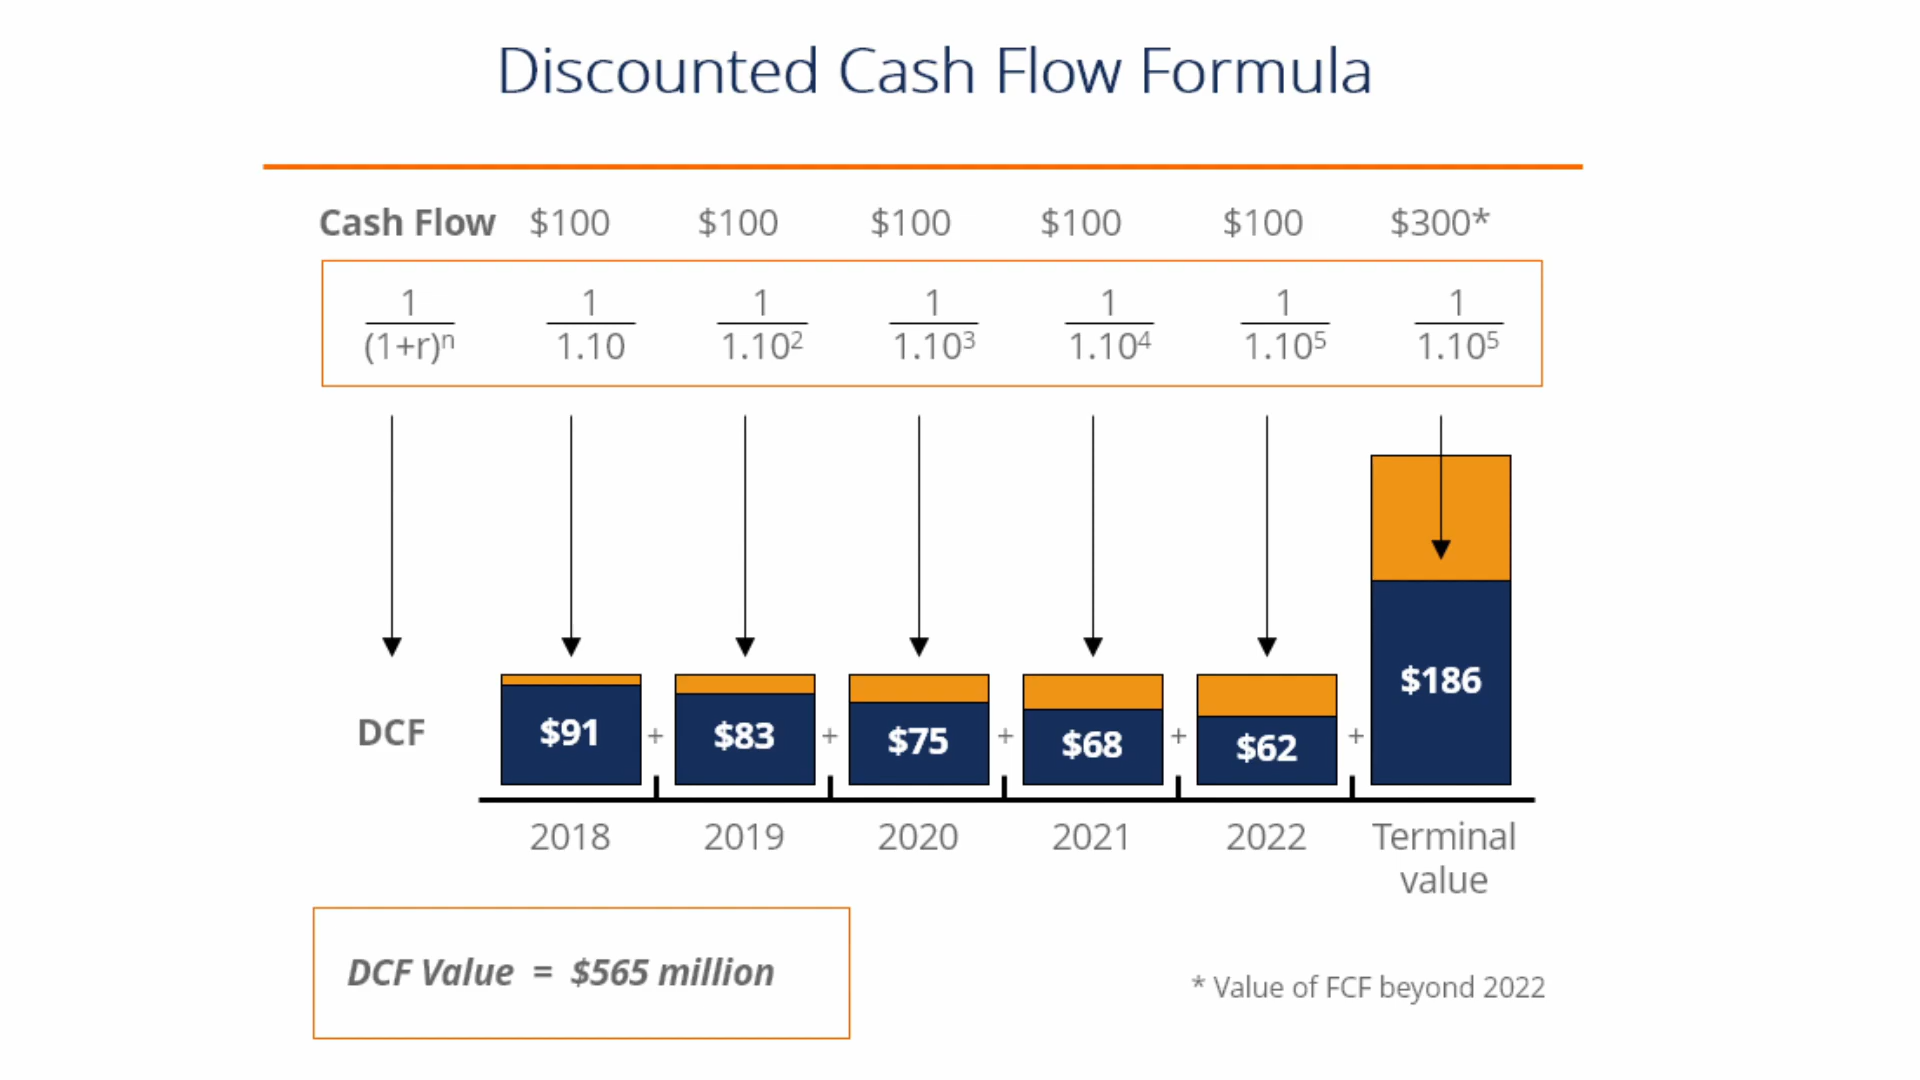 Discounted Cash Flow Formula
Cash Flow $100 $100 $100 $100 $100 $300*
1 1 1 1 1 1 1
(1+r)ⁿ 1.10 1.10² 1.10³ 1.10⁴ 1.10⁵ 1.10⁵
DCF $91 + $83 + $75 + $68 + $62 + $186
2018 2019 2020 2021 2022 Terminal
value
DCF Value = $565 million
* Value of FCF beyond 2022